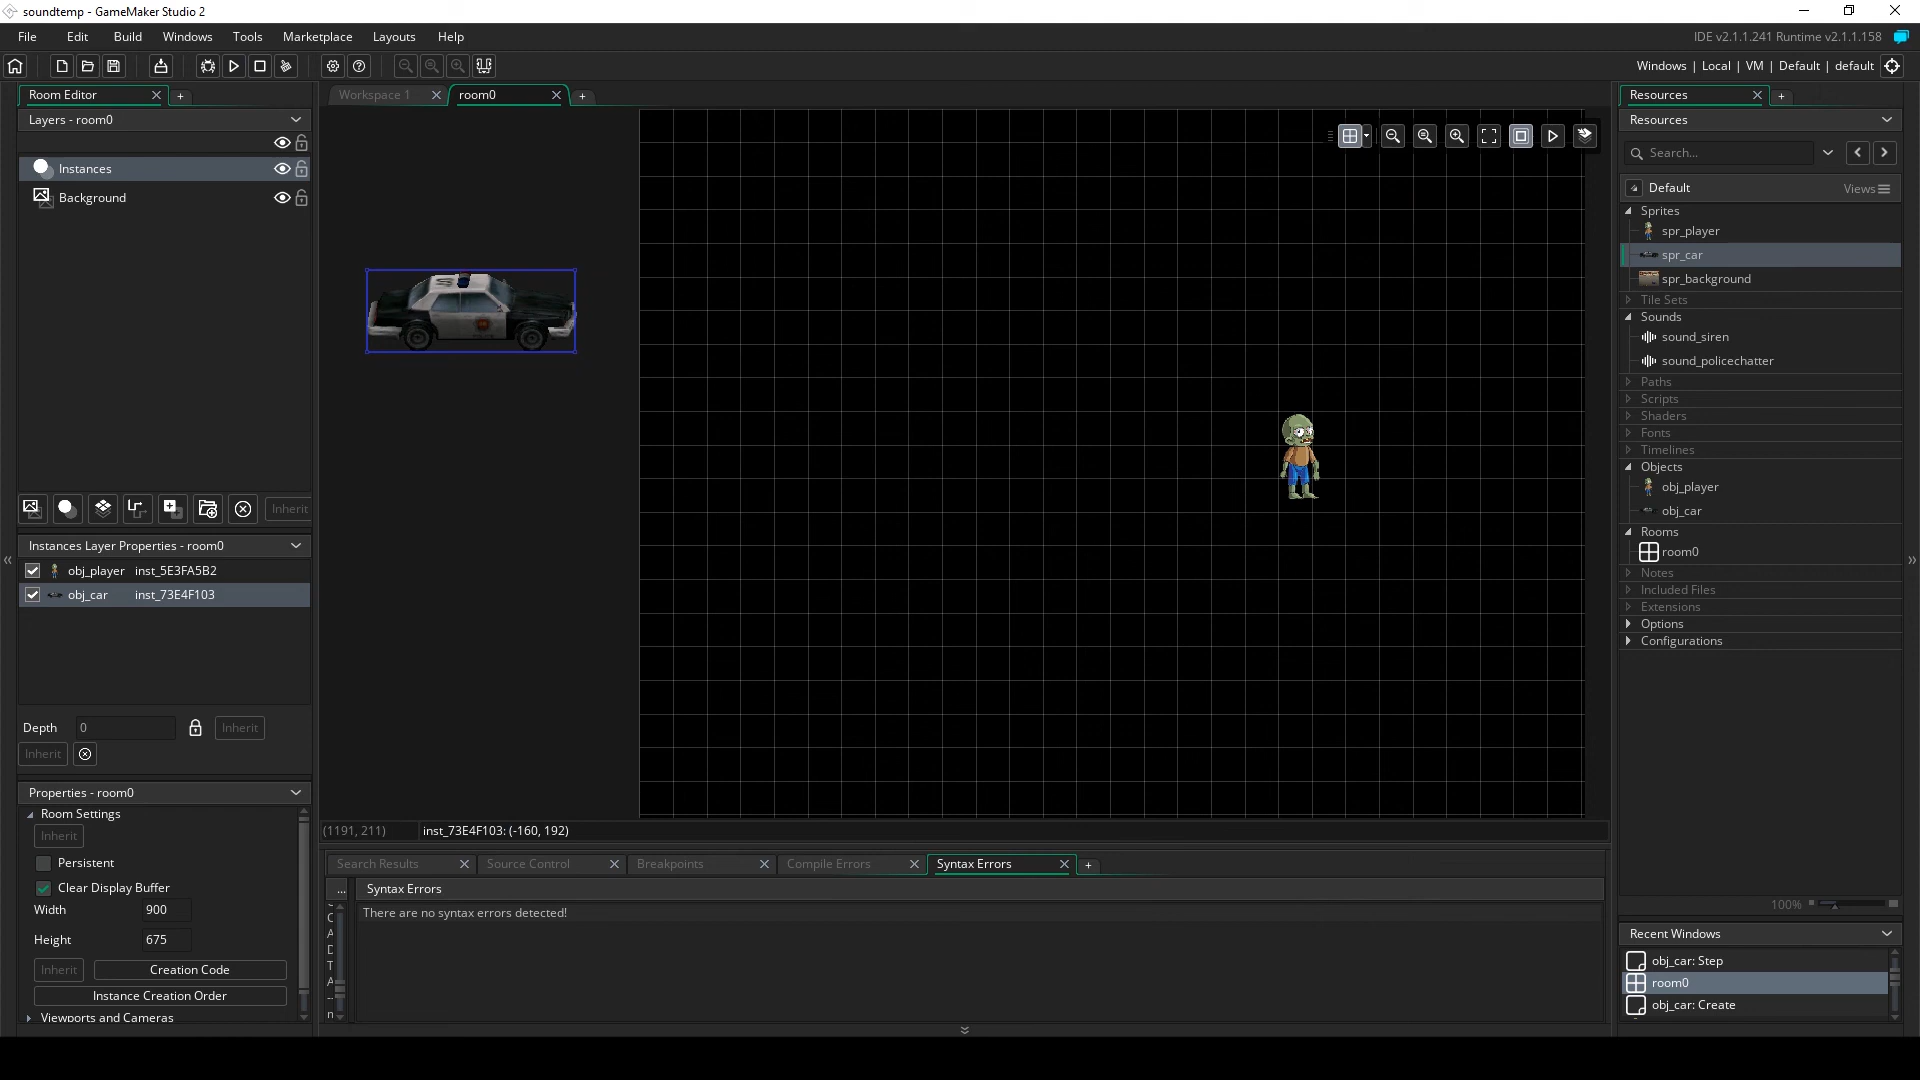 soundtemp - GameMaker Studio 2
File Edit Build Windows Tools Marketplace Layouts Help
IDE v2.1.1.241 Runtime v2.1.1.158
Windows | Local | VM | Default | default
Room Editor
Layers - room0
Instances
Background
Inherit
Instances Layer Properties - room0
obj_player inst_5E3FA5B2
obj_car inst_73E4F103
Depth 0 Inherit
Inherit
Properties - room0
Room Settings
Inherit
Persistent
Clear Display Buffer
Width 900
Height 675
Inherit Creation Code
Instance Creation Order
Viewports and Cameras
Workspace 1
room0
(1191, 211) inst_73E4F103: (-160, 192)
Search Results Source Control Breakpoints Compile Errors Syntax Errors
... Syntax Errors
There are no syntax errors detected!
Resources
Resources
Search...
Default Views
Sprites
spr_player
spr_car
spr_background
Tile Sets
Sounds
sound_siren
sound_policechatter
Paths
Scripts
Shaders
Fonts
Timelines
Objects
obj_player
obj_car
Rooms
room0
Notes
Included Files
Extensions
Options
Configurations
100%
Recent Windows
obj_car: Step
room0
obj_car: Create